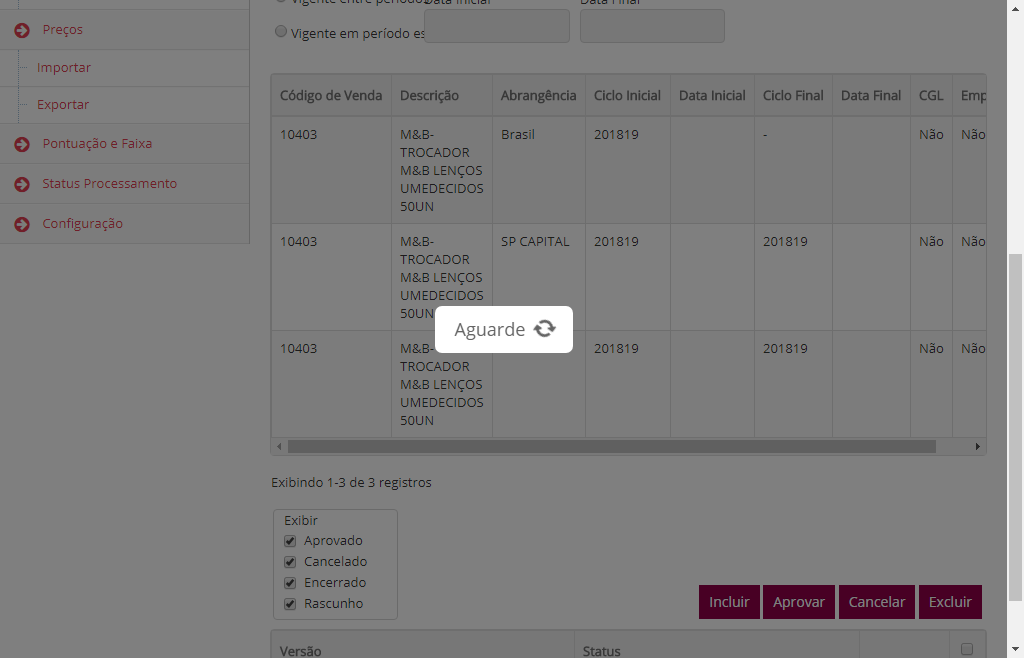 Vigente entre períodos
Data Inicial
Data Final
Vigente em período es
Preços
Importar
Exportar
Pontuação e Faixa
Status Processamento
Configuração
Código de Venda Descrição Abrangência Ciclo Inicial Data Inicial Ciclo Final Data Final CGL Emp
10403 M&B- Brasil 201819 - Não Não
TROCADOR
M&B LENÇOS
UMEDECIDOS
50UN
10403 M&B- SP CAPITAL 201819 201819 Não Não
TROCADOR
M&B LENÇOS
UMEDECIDOS
50UN
Aguarde
10403 M&B- 201819 201819 Não Não
TROCADOR
M&B LENÇOS
UMEDECIDOS
50UN
Exibindo 1-3 de 3 registros
Exibir
Aprovado
Cancelado
Encerrado
Rascunho
Incluir Aprovar Cancelar Excluir
Versão Status